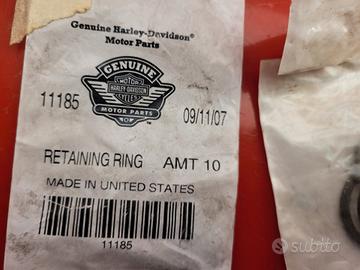 Genuine Harley-Davidson®
Motor Parts
GENUINE
MOTOR
HARLEY-DAVIDSON
CYCLES
MOTOR PARTS
11185
09/11/07
RETAINING RING AMT 10
MADE IN UNITED STATES
11185
subito